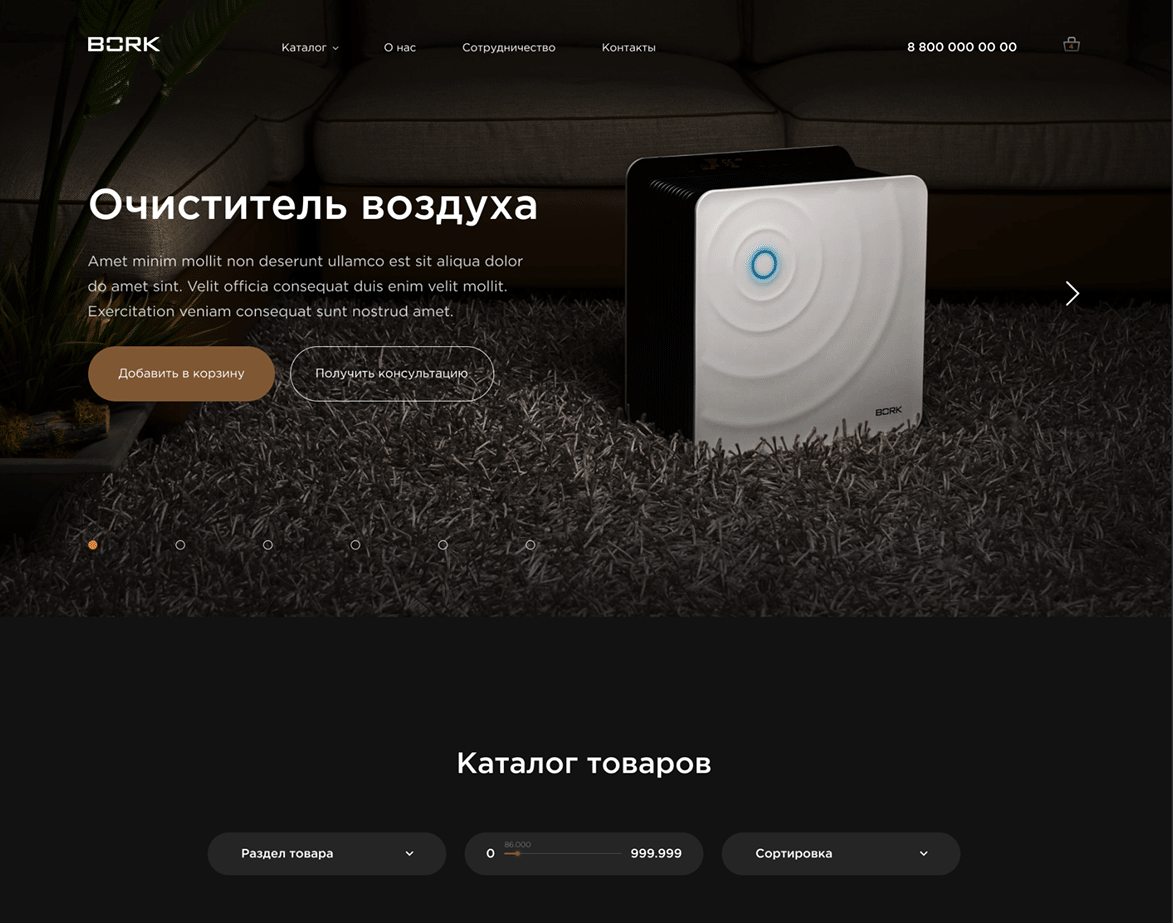 BORK
Каталог
О нас
Сотрудничество
Контакты
8 800 000 00 00
4
Очиститель воздуха
Amet minim mollit non deserunt ullamco est sit aliqua dolor
do amet sint. Velit officia consequat duis enim velit mollit.
Exercitation veniam consequat sunt nostrud amet.
Добавить в корзину
Получить консультацию
BORK
Каталог товаров
Раздел товара
0
86.000
999.999
Сортировка